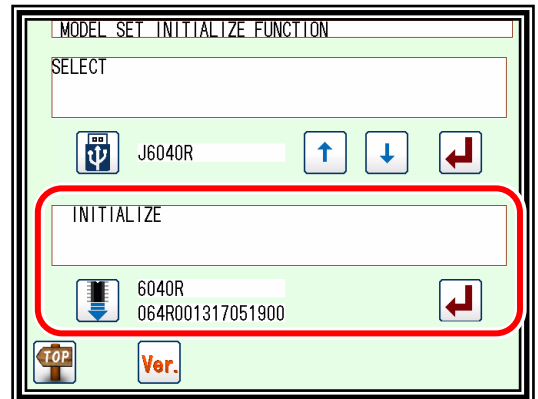 MODEL SET INITIALIZE FUNCTION
SELECT
J6040R
INITIALIZE
6040R
064R001317051900
TOP
Ver.